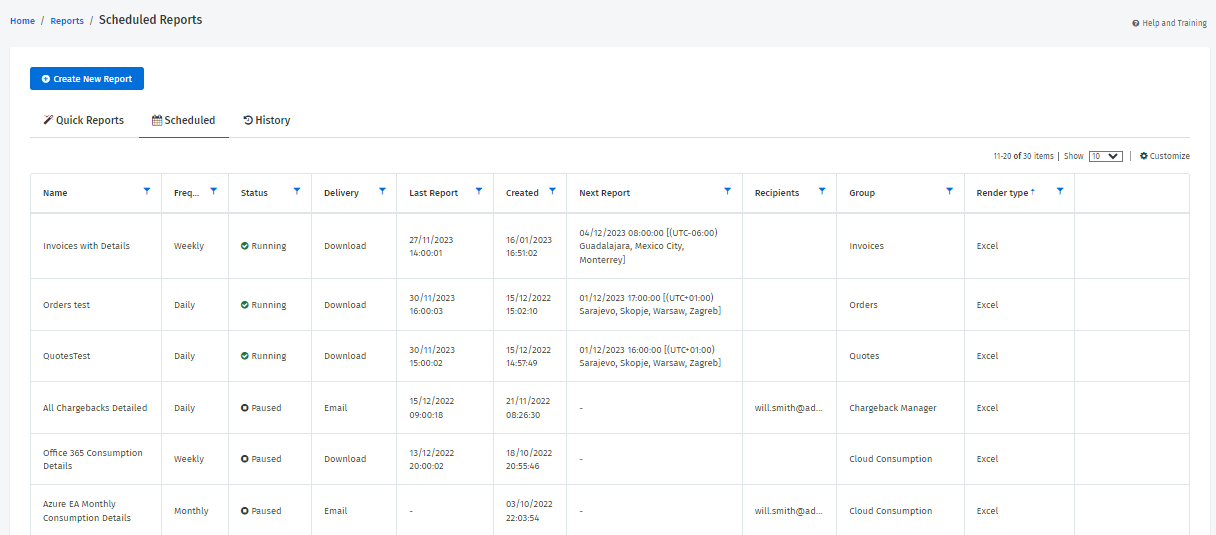 Home / Reports / Scheduled Reports
Help and Training
Create New Report
Quick Reports Scheduled History
11-20 of 30 items | Show 10 | Customize
Name Freq... Status Delivery Last Report Created Next Report Recipients Group Render type
Invoices with Details Weekly Running Download 27/11/2023 14:00:01 16/01/2023 16:51:02 04/12/2023 08:00:00 [(UTC-06:00) Guadalajara, Mexico City, Monterrey] Invoices Excel
Orders test Daily Running Download 30/11/2023 16:00:03 15/12/2022 15:02:10 01/12/2023 17:00:00 [(UTC+01:00) Sarajevo, Skopje, Warsaw, Zagreb] Orders Excel
QuotesTest Daily Running Download 30/11/2023 15:00:02 15/12/2022 14:57:49 01/12/2023 16:00:00 [(UTC+01:00) Sarajevo, Skopje, Warsaw, Zagreb] Quotes Excel
All Chargebacks Detailed Daily Paused Email 15/12/2022 09:00:18 21/11/2022 08:26:30 - will.smith@ad... Chargeback Manager Excel
Office 365 Consumption Details Weekly Paused Download 13/12/2022 20:00:02 18/10/2022 20:55:46 - Cloud Consumption Excel
Azure EA Monthly Consumption Details Monthly Paused Email - 03/10/2022 22:03:54 - will.smith@ad... Cloud Consumption Excel